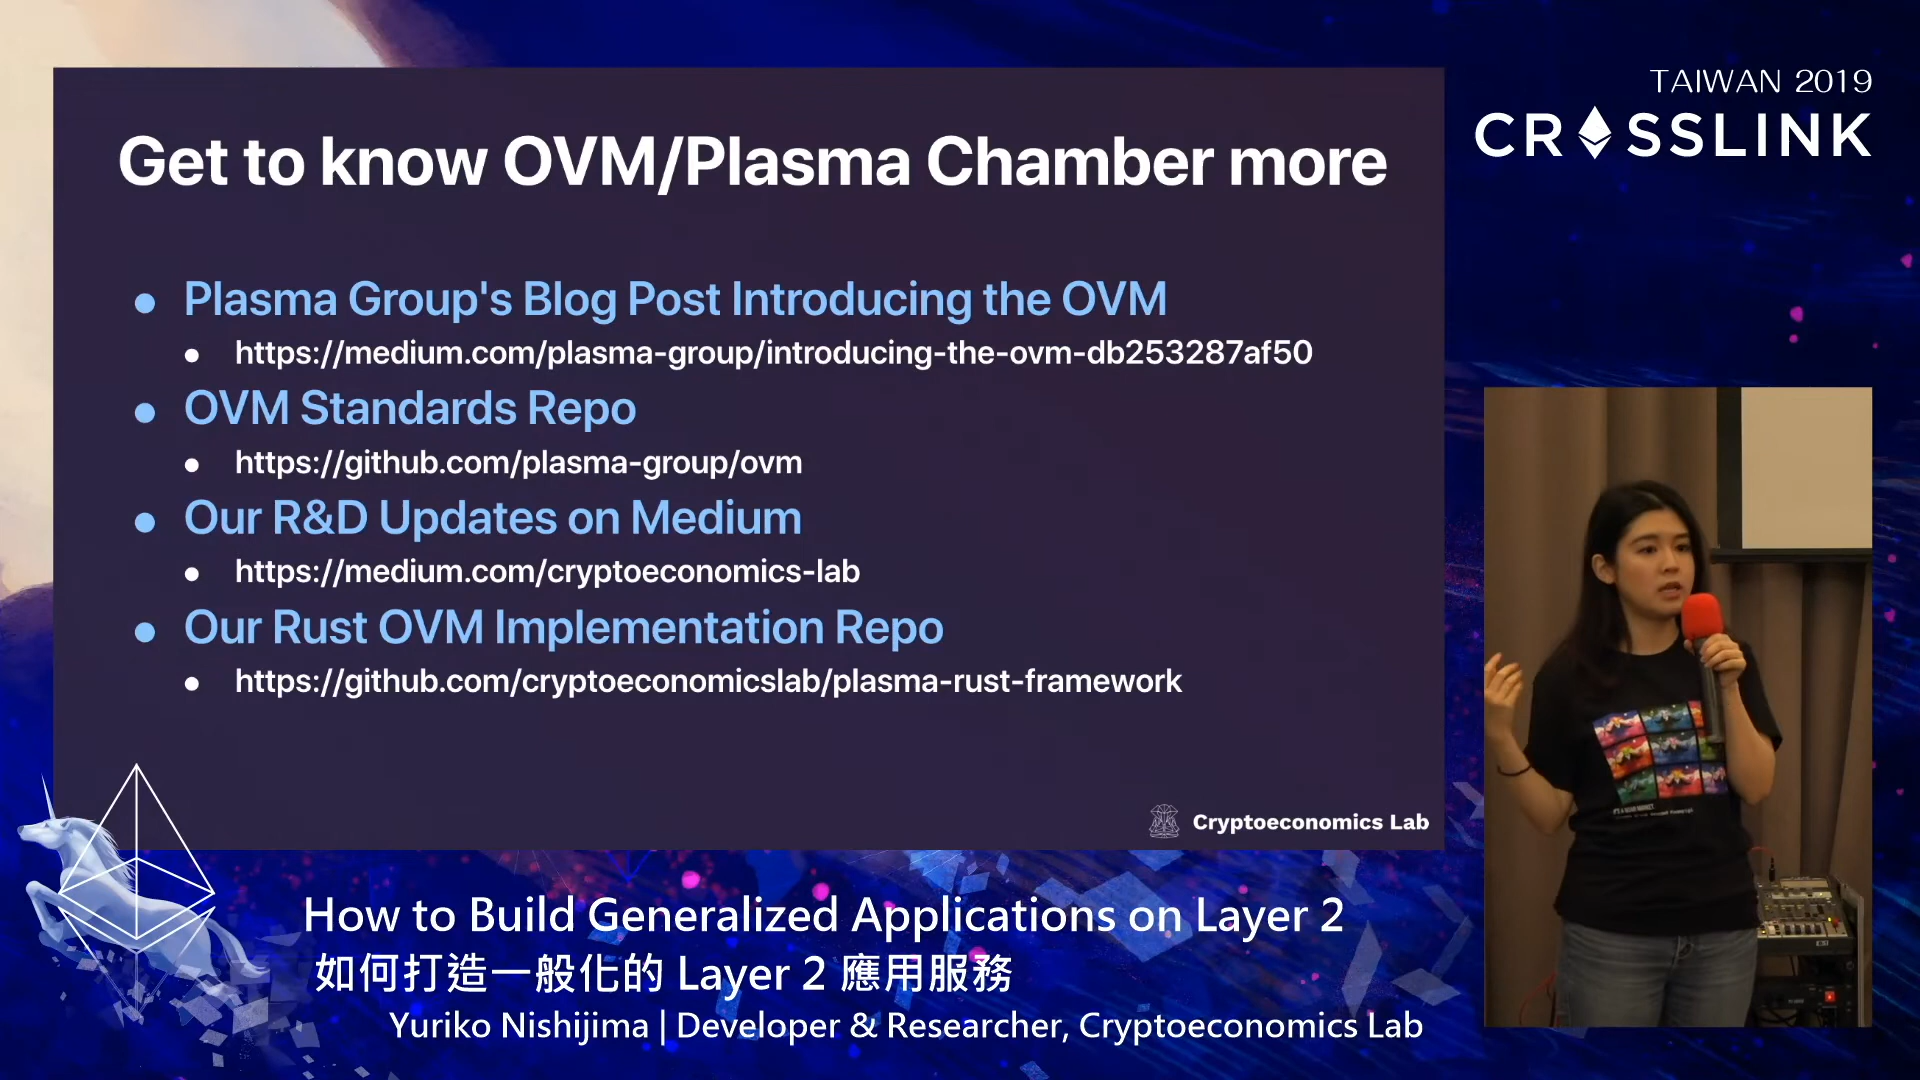 Get to know OVM/Plasma Chamber more
Plasma Group's Blog Post Introducing the OVM
https://medium.com/plasma-group/introducing-the-ovm-db253287af50
OVM Standards Repo
https://github.com/plasma-group/ovm
Our R&D Updates on Medium
https://medium.com/cryptoeconomics-lab
Our Rust OVM Implementation Repo
https://github.com/cryptoeconomicslab/plasma-rust-framework
Cryptoeconomics Lab
TAIWAN 2019
CROSSLINK
How to Build Generalized Applications on Layer 2
如何打造一般化的 Layer 2 應用服務
Yuriko Nishijima | Developer & Researcher, Cryptoeconomics Lab